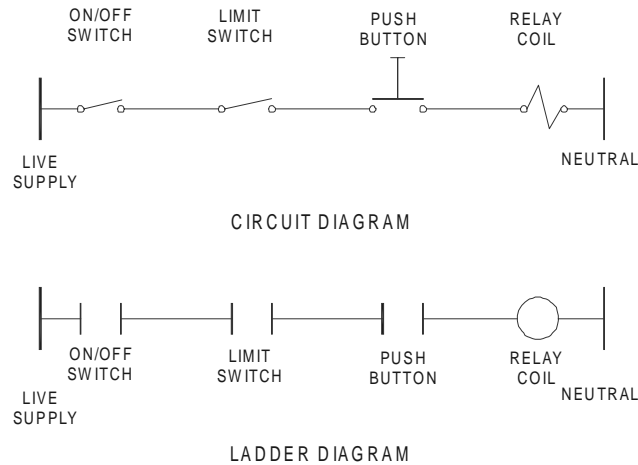 ON/OFF
SWITCH
LIMIT
SWITCH
PUSH
BUTTON
RELAY
COIL
LIVE
SUPPLY
NEUTRAL
CIRCUIT DIAGRAM
ON/OFF
SWITCH
LIMIT
SWITCH
PUSH
BUTTON
RELAY
COIL
LIVE
SUPPLY
NEUTRAL
LADDER DIAGRAM